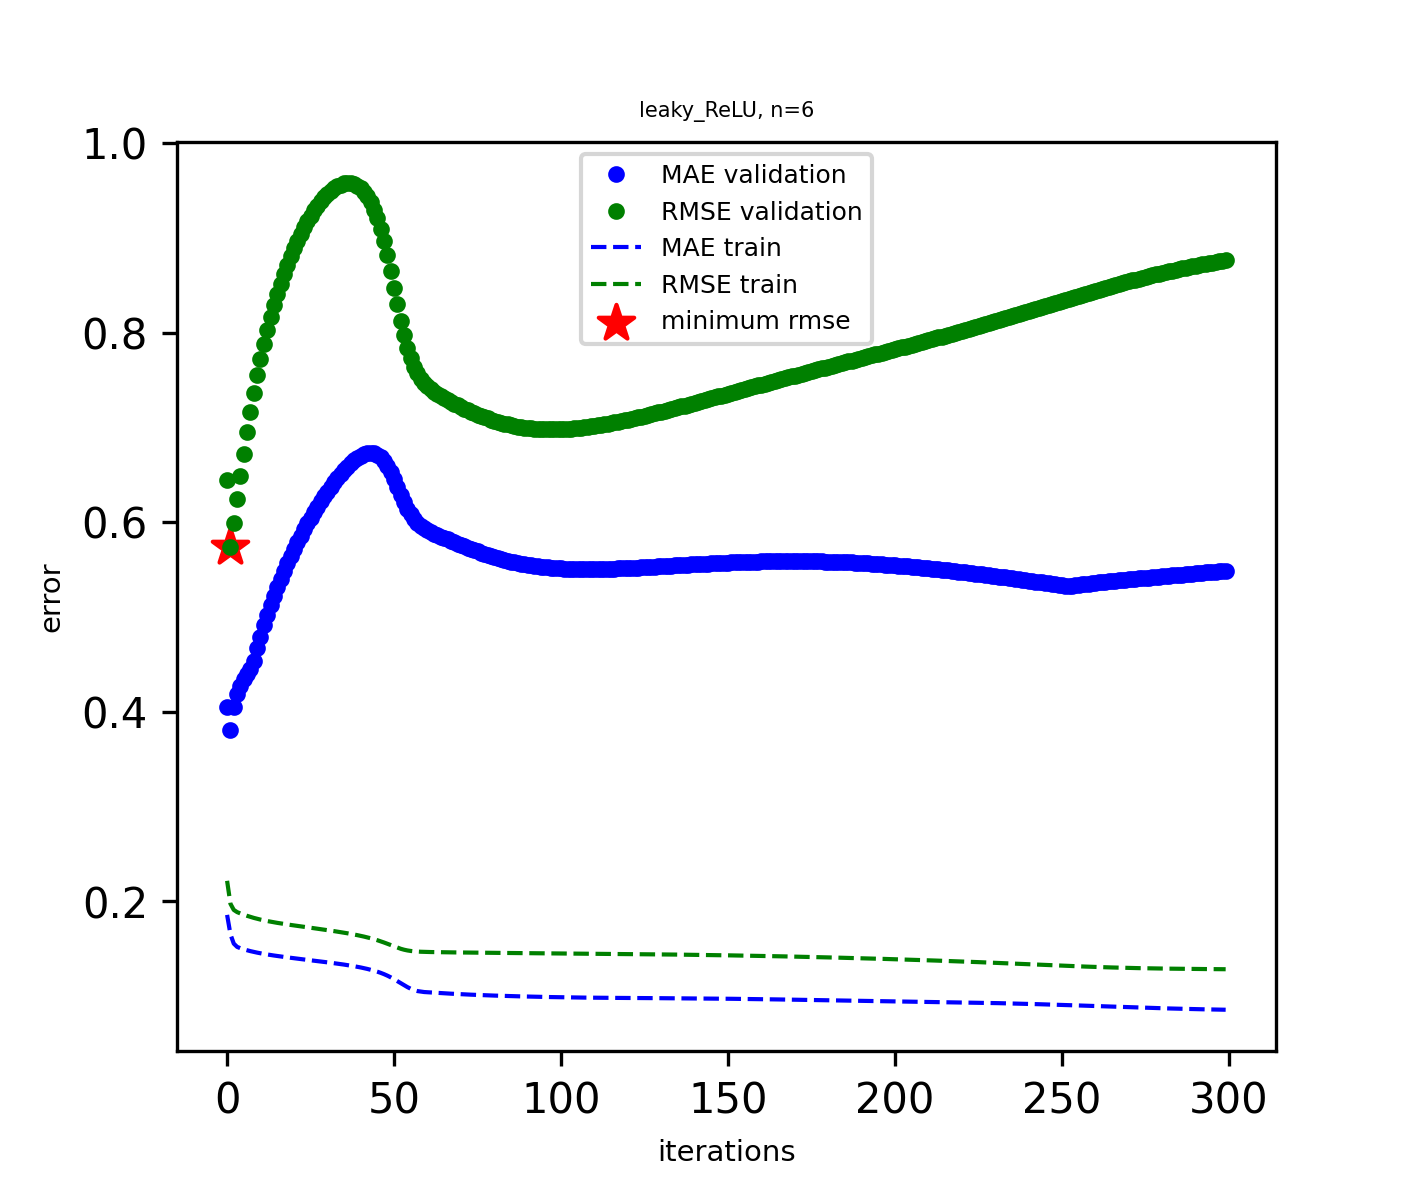 leaky_ReLU, n=6
1.0
0.8
0.6
0.4
0.2
error
MAE validation
RMSE validation
MAE train
RMSE train
minimum rmse
0 50 100 150 200 250 300
iterations